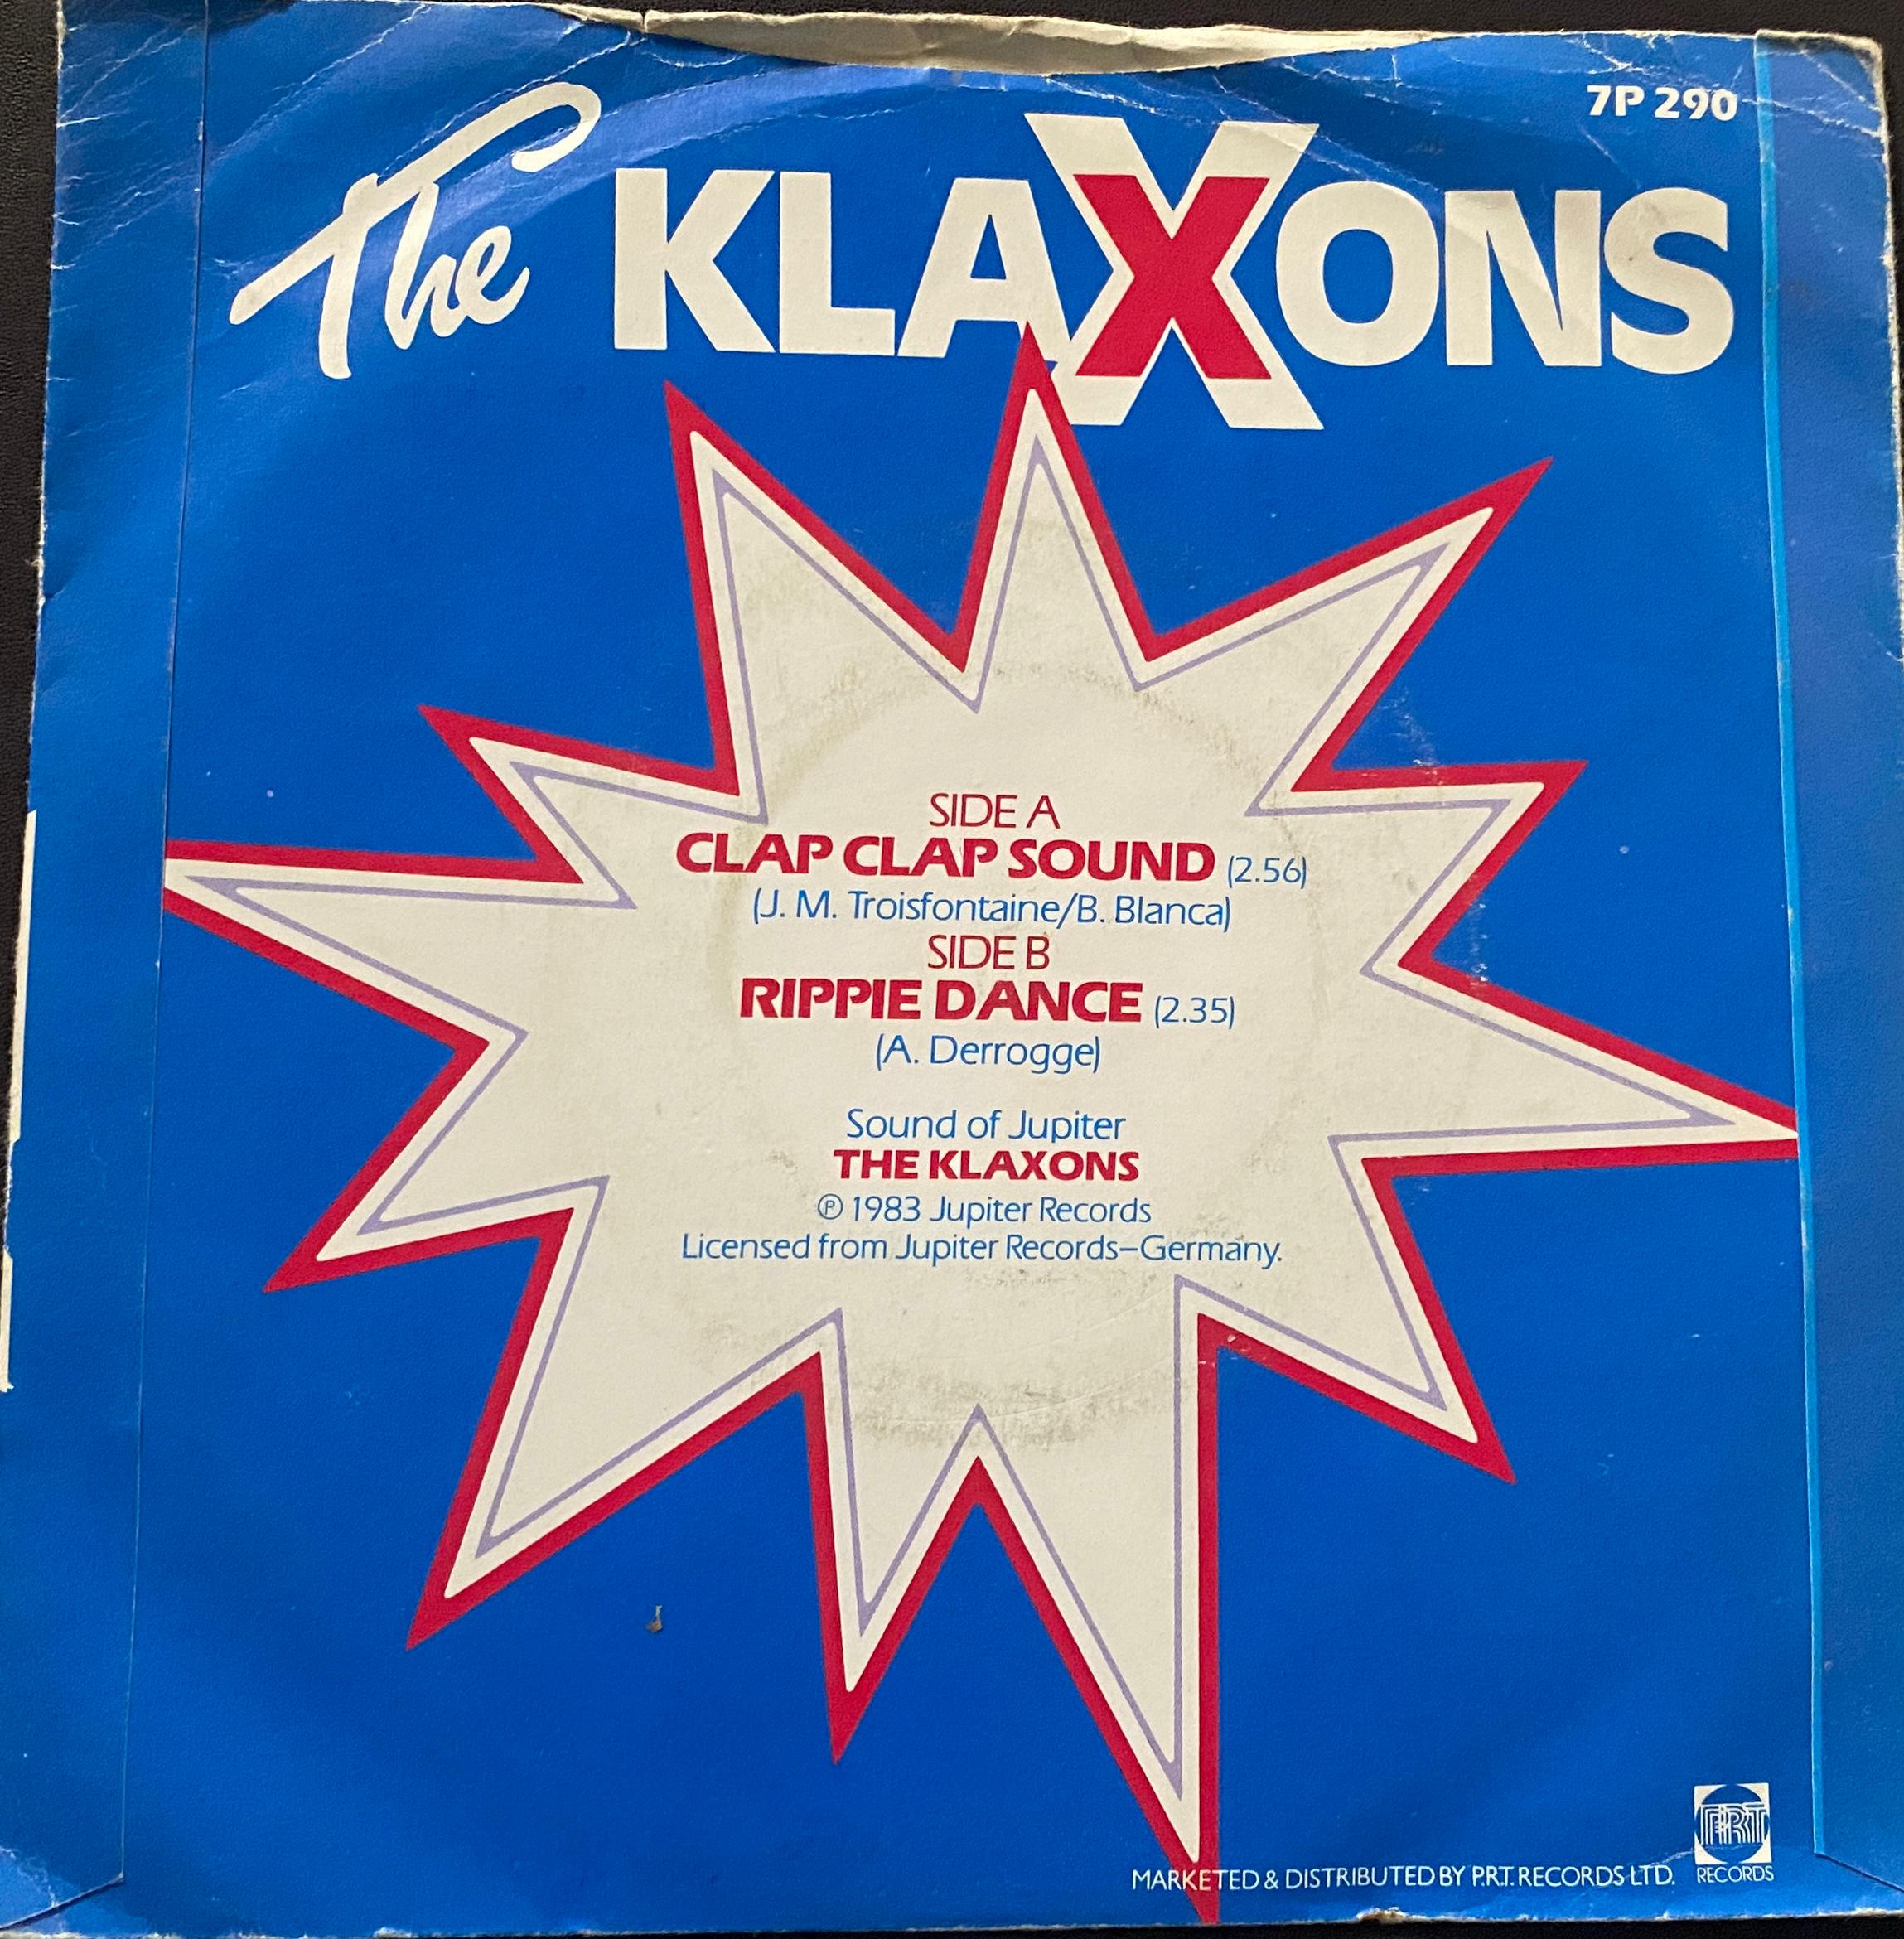 7P 290
The KLAXONS
SIDE A
CLAP CLAP SOUND (2.56)
(J. M. Troisfontaine/B. Blanca)
SIDE B
RIPPIE DANCE (2.35)
(A. Derrogge)
Sound of Jupiter
THE KLAXONS
℗ 1983 Jupiter Records
Licensed from Jupiter Records–Germany.
PRT
MARKETED & DISTRIBUTED BY P.R.T. RECORDS LTD.
RECORDS